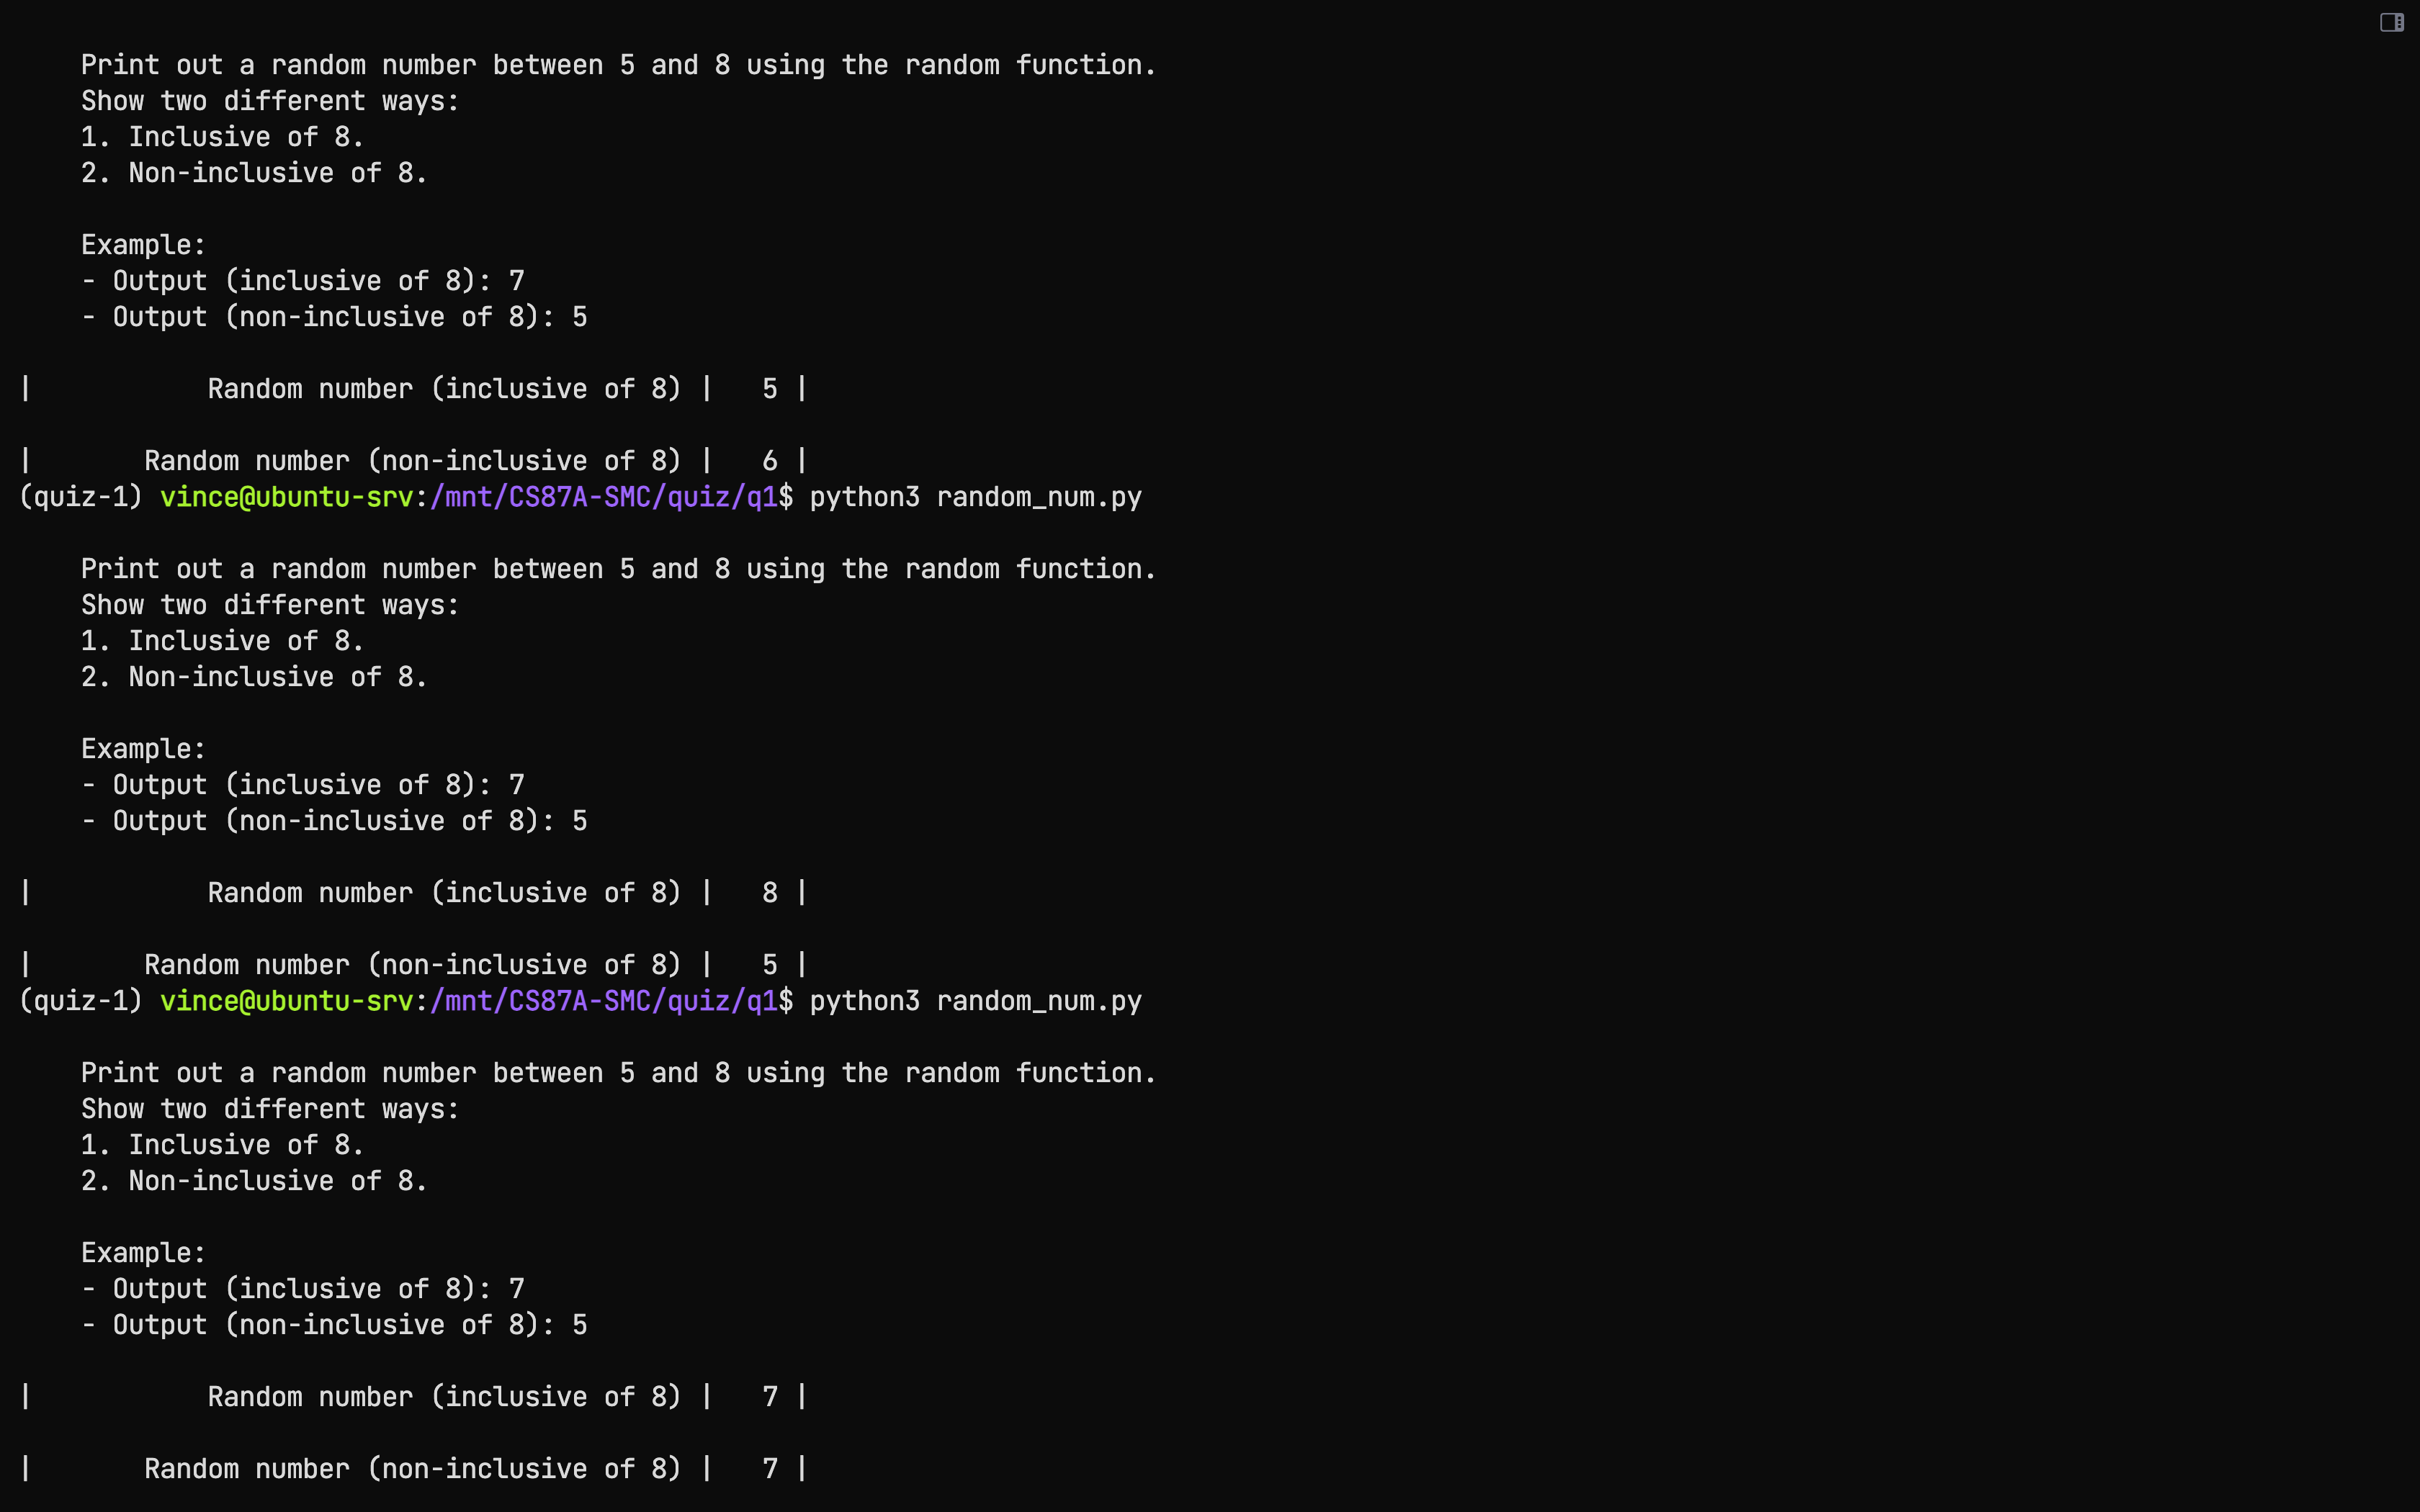 Print out a random number between 5 and 8 using the random function.
Show two different ways:
1. Inclusive of 8.
2. Non-inclusive of 8.
Example:
- Output (inclusive of 8): 7
- Output (non-inclusive of 8): 5
| Random number (inclusive of 8) | 5 |
| Random number (non-inclusive of 8) | 6 |
(quiz-1) vince@ubuntu-srv:/mnt/CS87A-SMC/quiz/q1$ python3 random_num.py
Print out a random number between 5 and 8 using the random function.
Show two different ways:
1. Inclusive of 8.
2. Non-inclusive of 8.
Example:
- Output (inclusive of 8): 7
- Output (non-inclusive of 8): 5
| Random number (inclusive of 8) | 8 |
| Random number (non-inclusive of 8) | 5 |
(quiz-1) vince@ubuntu-srv:/mnt/CS87A-SMC/quiz/q1$ python3 random_num.py
Print out a random number between 5 and 8 using the random function.
Show two different ways:
1. Inclusive of 8.
2. Non-inclusive of 8.
Example:
- Output (inclusive of 8): 7
- Output (non-inclusive of 8): 5
| Random number (inclusive of 8) | 7 |
| Random number (non-inclusive of 8) | 7 |